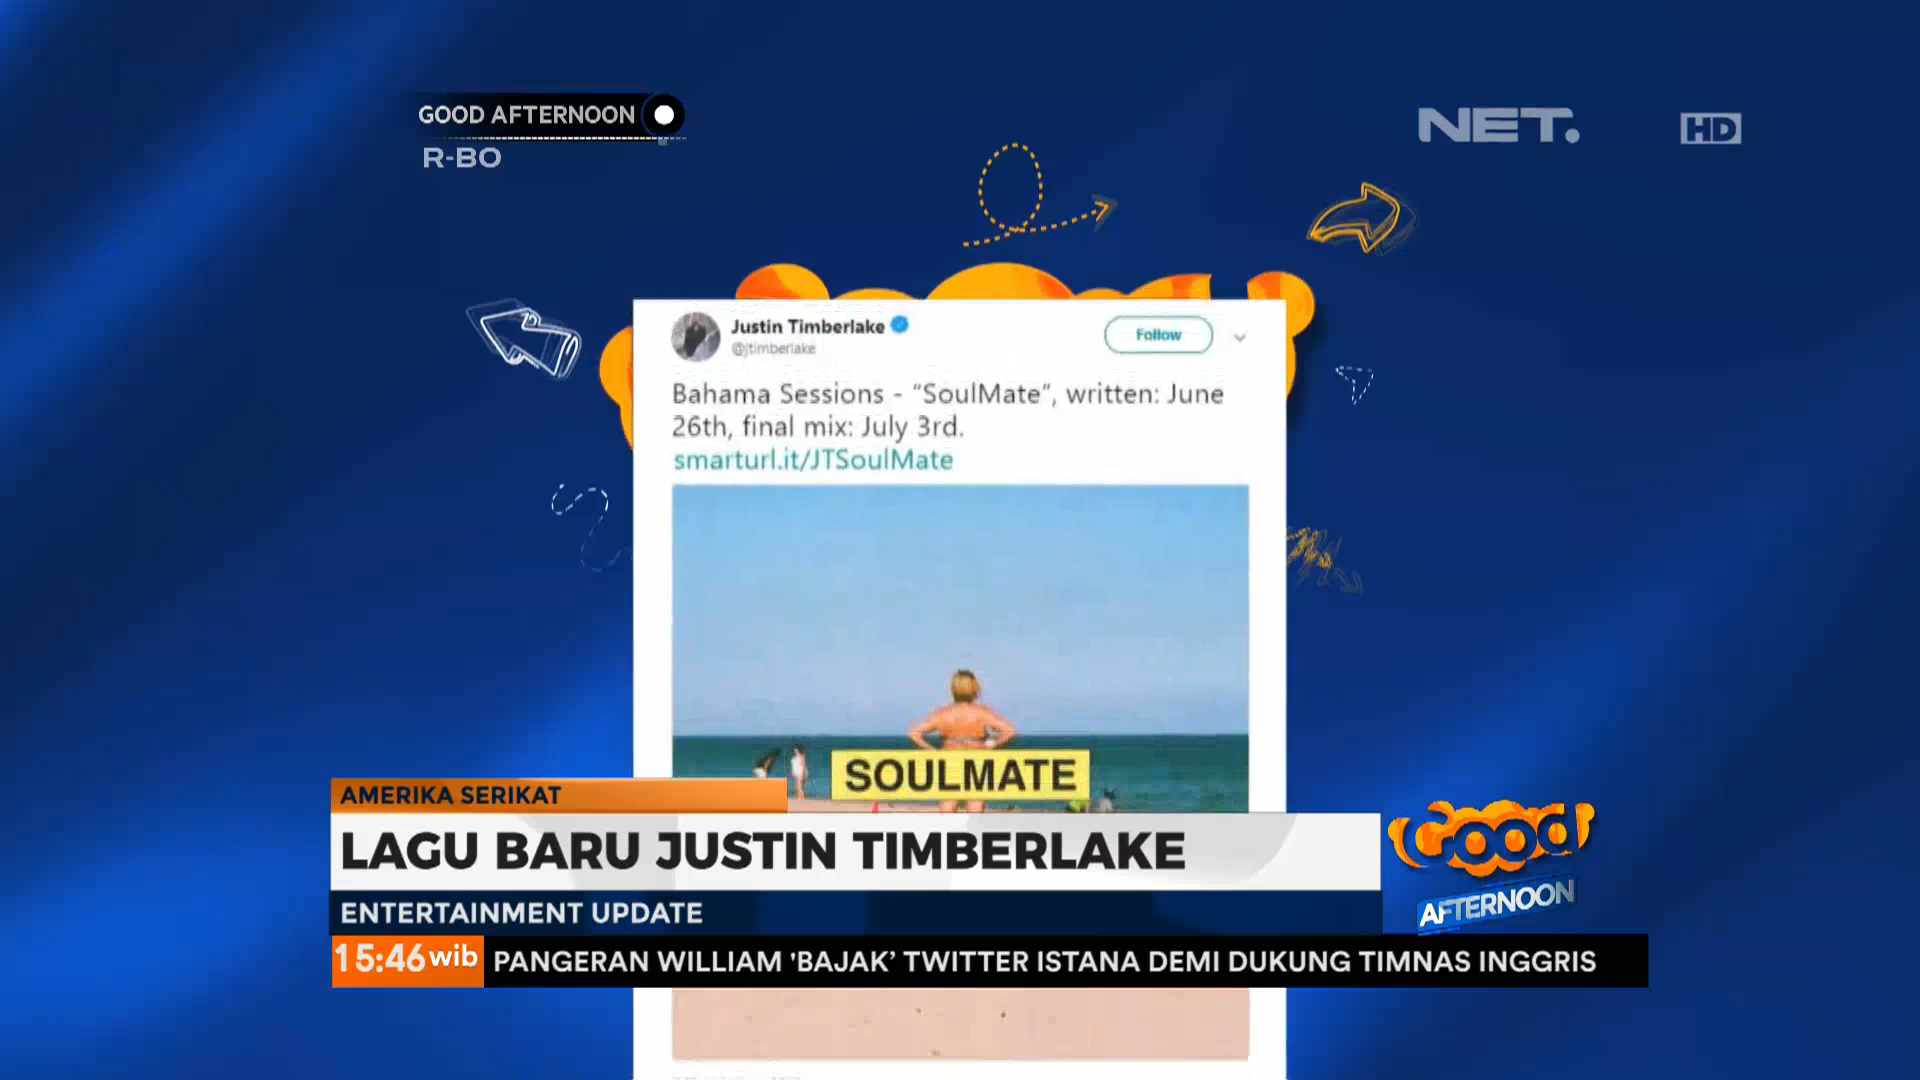 GOOD AFTERNOON
R-BO
NET.
HD
Justin Timberlake
@jtimberlake
Follow
Bahama Sessions - “SoulMate”, written: June
26th, final mix: July 3rd.
smarturl.it/JTSoulMate
SOULMATE
AMERIKA SERIKAT
LAGU BARU JUSTIN TIMBERLAKE
ENTERTAINMENT UPDATE
Good
AFTERNOON
15:46 wib
PANGERAN WILLIAM 'BAJAK’ TWITTER ISTANA DEMI DUKUNG TIMNAS INGGRIS